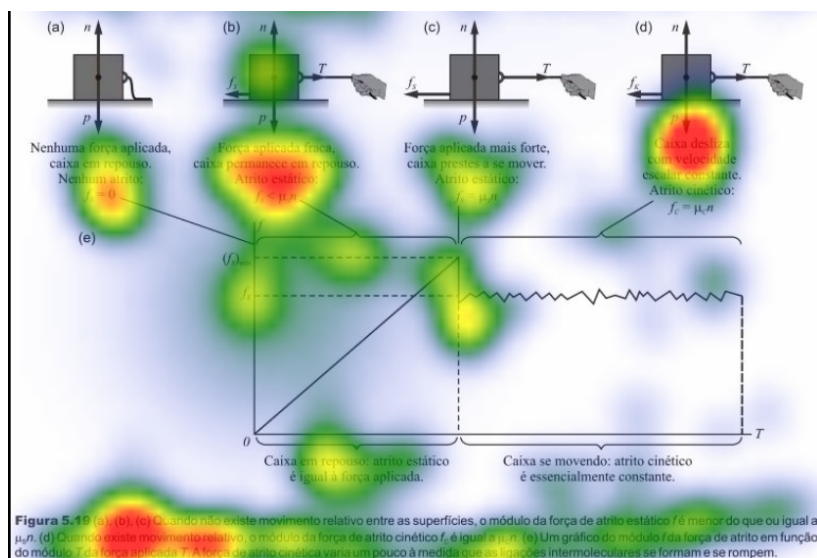 (a) (b) (c) (d)
n n n n
T T T
f_s f_s f_K
p p p p
Nenhuma força aplicada,
caixa em repouso.
Nenhum atrito:
f_s = 0
Força aplicada fraca,
caixa permanece em repouso.
Atrito estático:
f_s < μ_s n
Força aplicada mais forte,
caixa prestes a se mover.
Atrito estático:
f_s = μ_s n
Caixa desliza
com velocidade
escalar constante.
Atrito cinético:
f_c = μ_c n
(e)
f
(f_s)máx
f_K
0
T
Caixa em repouso: atrito estático
é igual à força aplicada.
Caixa se movendo: atrito cinético
é essencialmente constante.
Figura 5.19 (a), (b), (c) Quando não existe movimento relativo entre as superfícies, o módulo da força de atrito estático f é menor do que ou igual a
μ_s n. (d) Quando existe movimento relativo, o módulo da força de atrito cinético f_c é igual a μ_c n. (e) Um gráfico do módulo f da força de atrito em função
do módulo T da força aplicada T. A força de atrito cinética varia um pouco à medida que as ligações intermoleculares se formam e se rompem.